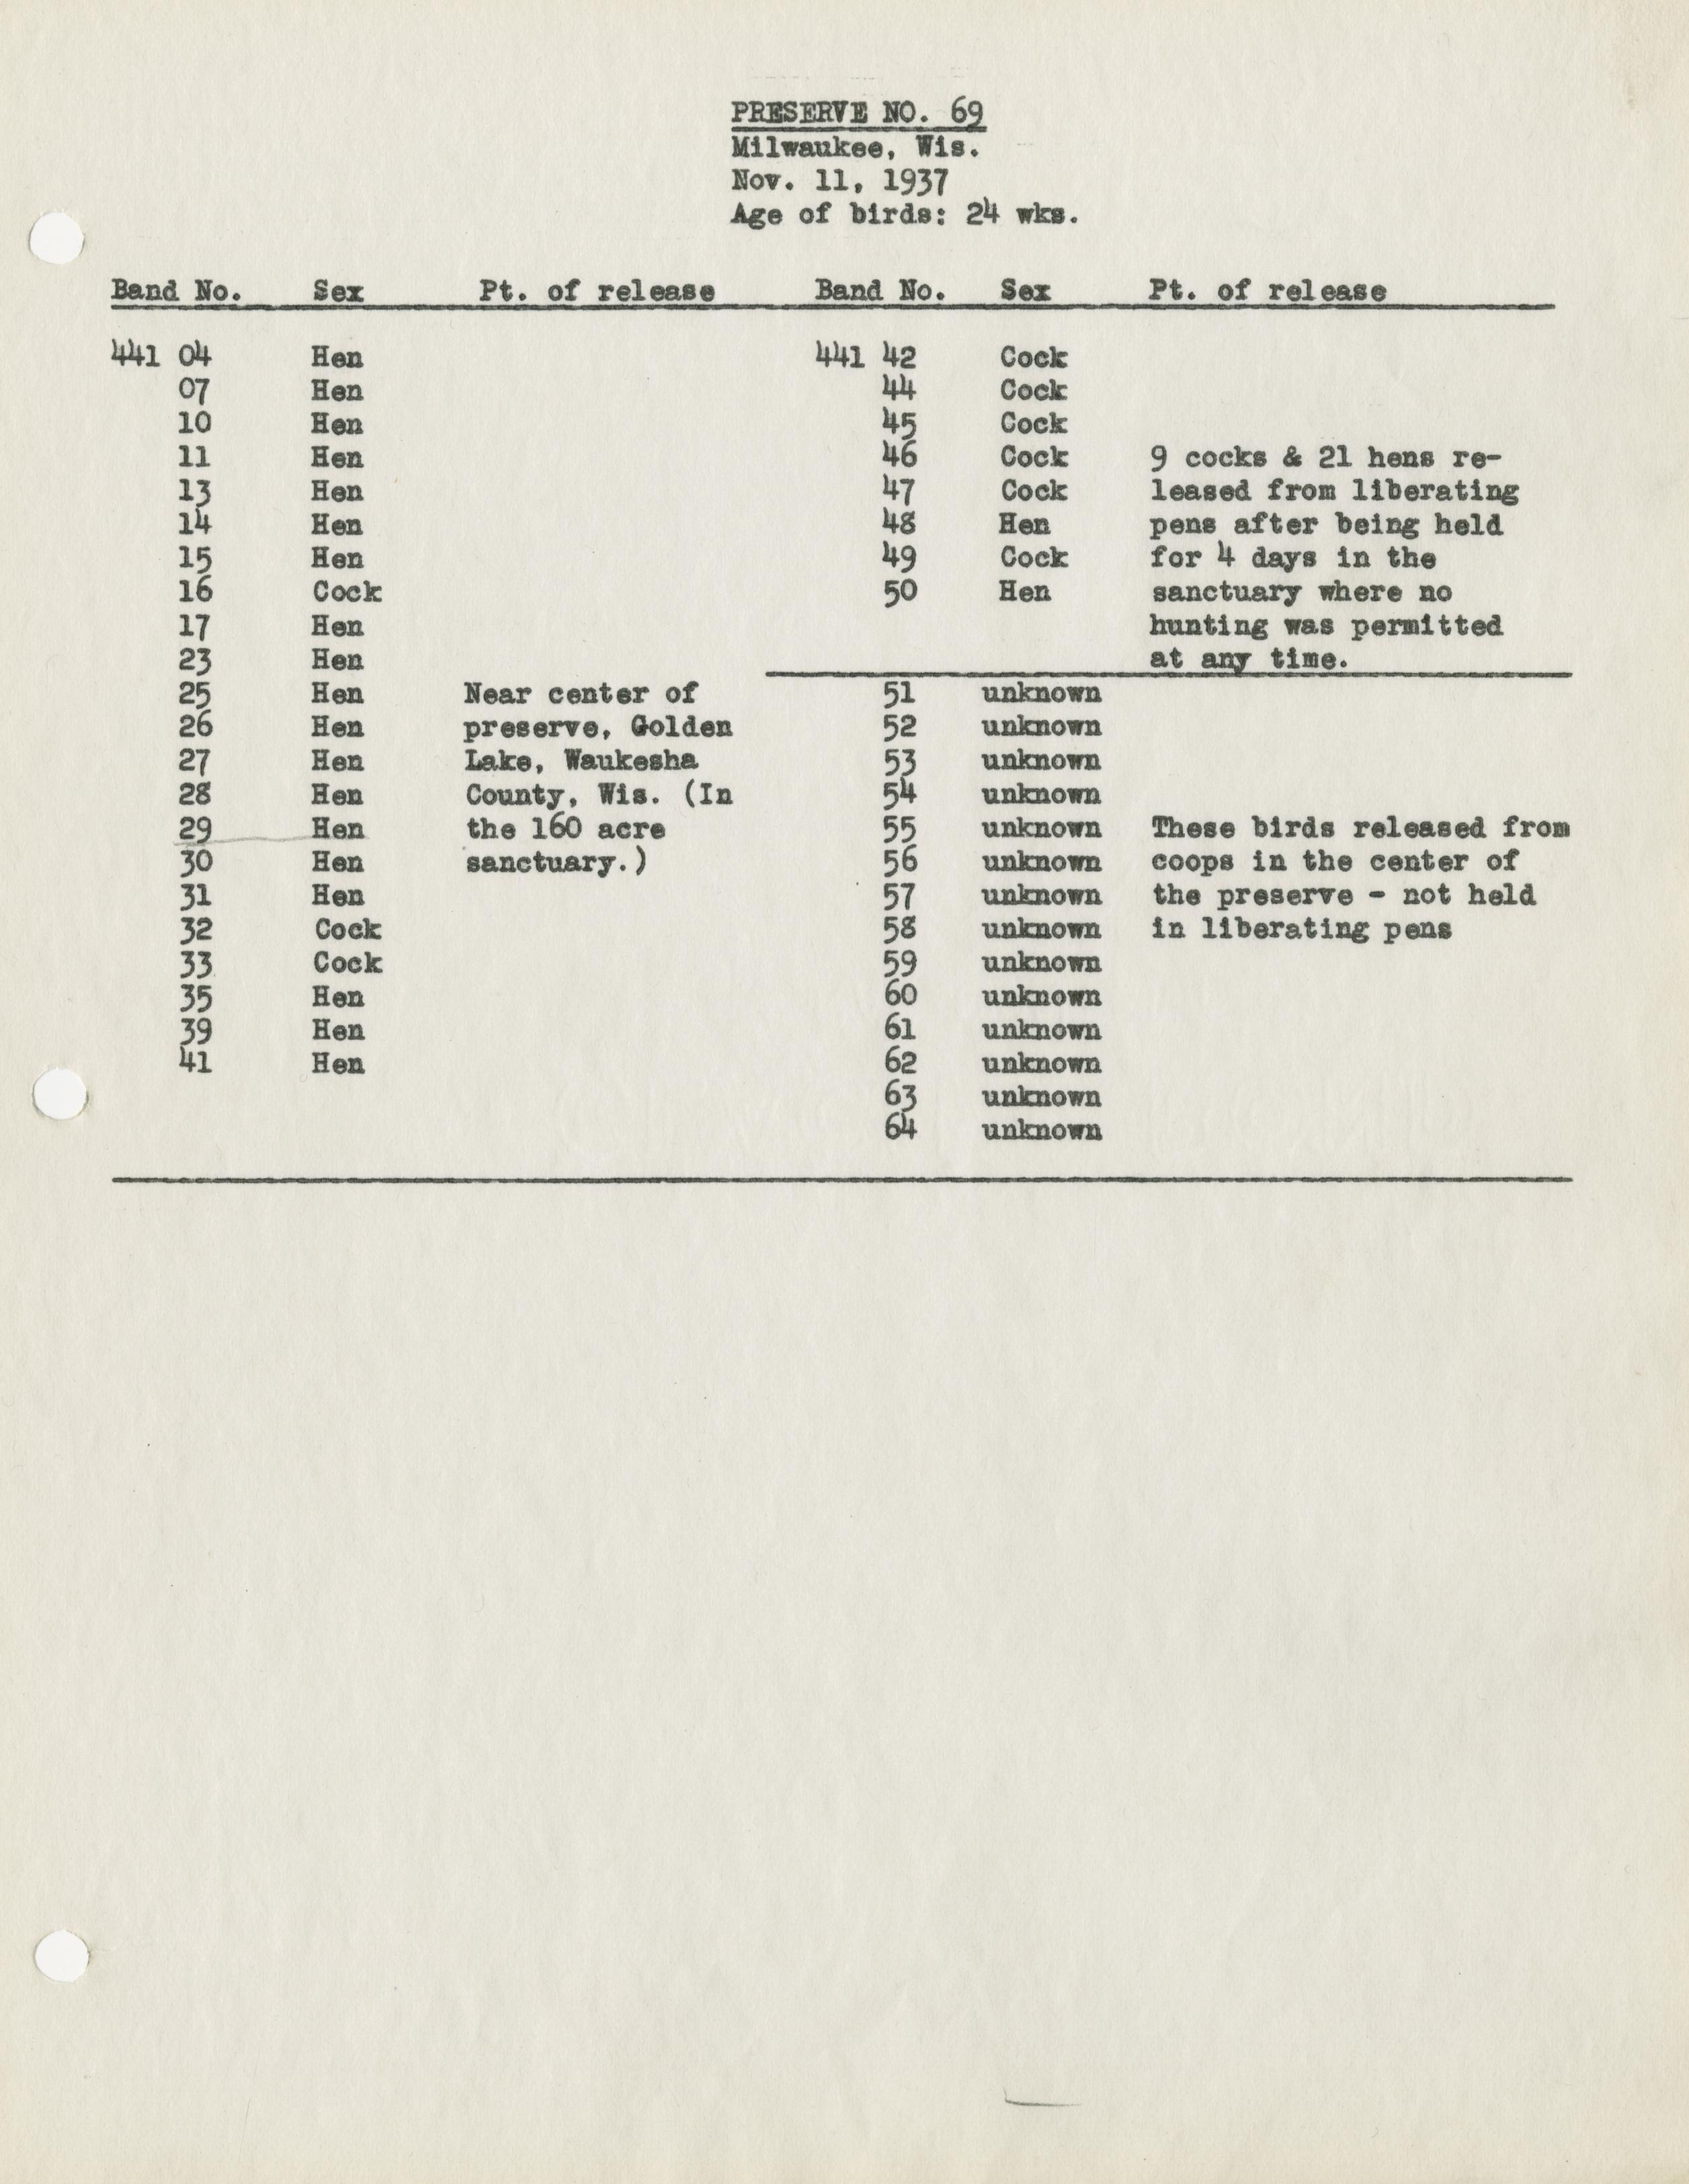 PRESERVE NO. 69
Milwaukee, Wis.
Nov. 11, 1937
Age of birds: 24 wks.
Band No. Sex Pt. of release Band No. Sex Pt. of release
441 04 Hen 441 42 Cock
07 Hen 44 Cock
10 Hen 45 Cock
11 Hen 46 Cock 9 cocks & 21 hens re-
13 Hen 47 Cock leased from liberating
14 Hen 48 Hen pens after being held
15 Hen 49 Cock for 4 days in the
16 Cock 50 Hen sanctuary where no
17 Hen hunting was permitted
23 Hen at any time.
25 Hen Near center of 51 unknown
26 Hen preserve, Golden 52 unknown
27 Hen Lake, Waukesha 53 unknown
28 Hen County, Wis. (In 54 unknown
29 Hen the 160 acre 55 unknown These birds released from
30 Hen sanctuary.) 56 unknown coops in the center of
31 Hen 57 unknown the preserve - not held
32 Cock 58 unknown in liberating pens
33 Cock 59 unknown
35 Hen 60 unknown
39 Hen 61 unknown
41 Hen 62 unknown
63 unknown
64 unknown